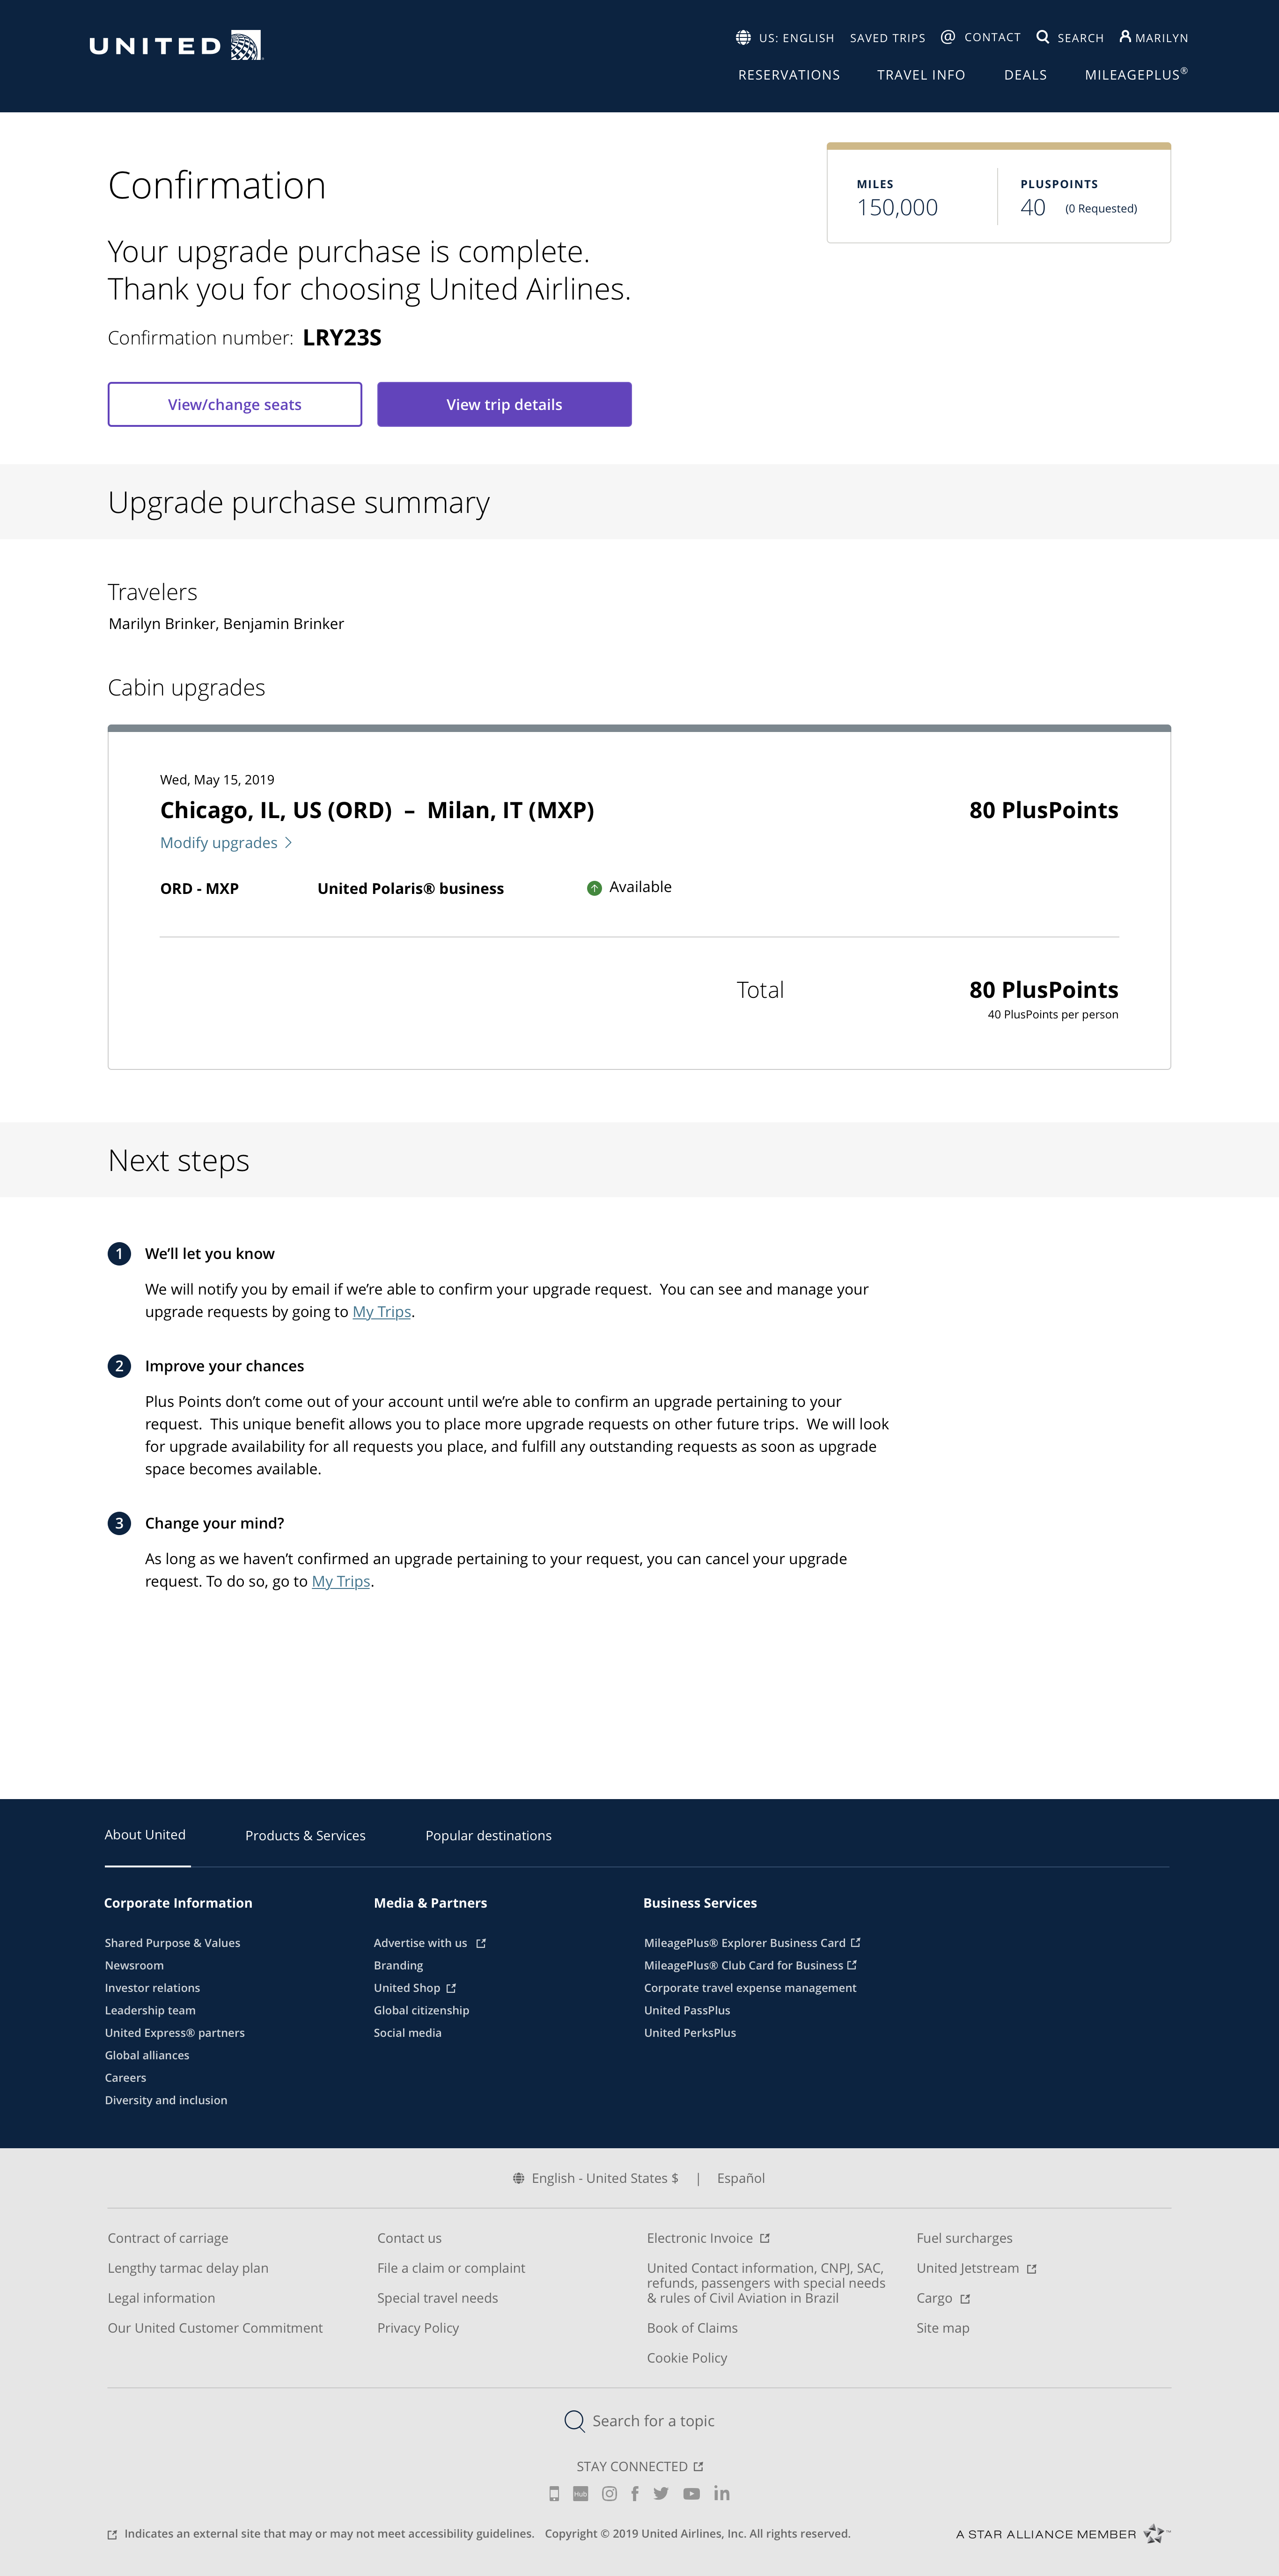 UNITED
US: ENGLISH SAVED TRIPS CONTACT SEARCH MARILYN
RESERVATIONS TRAVEL INFO DEALS MILEAGEPLUS®
Confirmation
MILES
150,000
PLUSPOINTS
40 (0 Requested)
Your upgrade purchase is complete.
Thank you for choosing United Airlines.
Confirmation number: LRY23S
View/change seats
View trip details
Upgrade purchase summary
Travelers
Marilyn Brinker, Benjamin Brinker
Cabin upgrades
Wed, May 15, 2019
Chicago, IL, US (ORD) – Milan, IT (MXP) 80 PlusPoints
Modify upgrades
ORD - MXP United Polaris® business Available
Total 80 PlusPoints
40 PlusPoints per person
Next steps
1 We’ll let you know
We will notify you by email if we’re able to confirm your upgrade request. You can see and manage your
upgrade requests by going to My Trips.
2 Improve your chances
Plus Points don’t come out of your account until we’re able to confirm an upgrade pertaining to your
request. This unique benefit allows you to place more upgrade requests on other future trips. We will look
for upgrade availability for all requests you place, and fulfill any outstanding requests as soon as upgrade
space becomes available.
3 Change your mind?
As long as we haven’t confirmed an upgrade pertaining to your request, you can cancel your upgrade
request. To do so, go to My Trips.
About United Products & Services Popular destinations
Corporate Information
Shared Purpose & Values
Newsroom
Investor relations
Leadership team
United Express® partners
Global alliances
Careers
Diversity and inclusion
Media & Partners
Advertise with us
Branding
United Shop
Global citizenship
Social media
Business Services
MileagePlus® Explorer Business Card
MileagePlus® Club Card for Business
Corporate travel expense management
United PassPlus
United PerksPlus
English - United States $ | Español
Contract of carriage
Lengthy tarmac delay plan
Legal information
Our United Customer Commitment
Contact us
File a claim or complaint
Special travel needs
Privacy Policy
Electronic Invoice
United Contact information, CNPJ, SAC,
refunds, passengers with special needs
& rules of Civil Aviation in Brazil
Book of Claims
Cookie Policy
Fuel surcharges
United Jetstream
Cargo
Site map
Search for a topic
STAY CONNECTED
Hub
Indicates an external site that may or may not meet accessibility guidelines. Copyright © 2019 United Airlines, Inc. All rights reserved.
A STAR ALLIANCE MEMBER ™